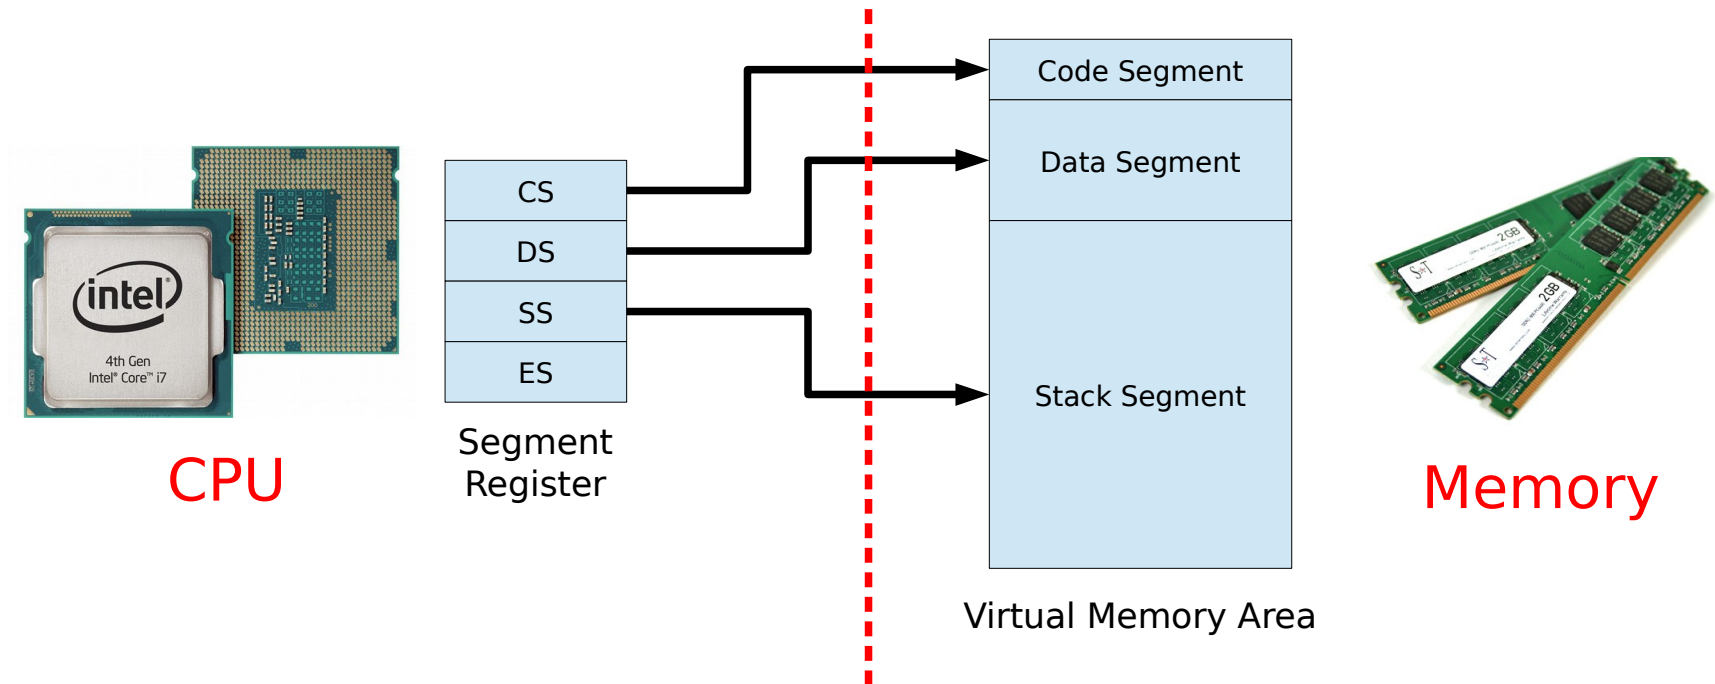 intel
4th Gen
Intel® Core™ i7
CPU
CS
DS
SS
ES
Segment
Register
Code Segment
Data Segment
Stack Segment
Virtual Memory Area
S★T
2GB
S★T
2GB
Memory